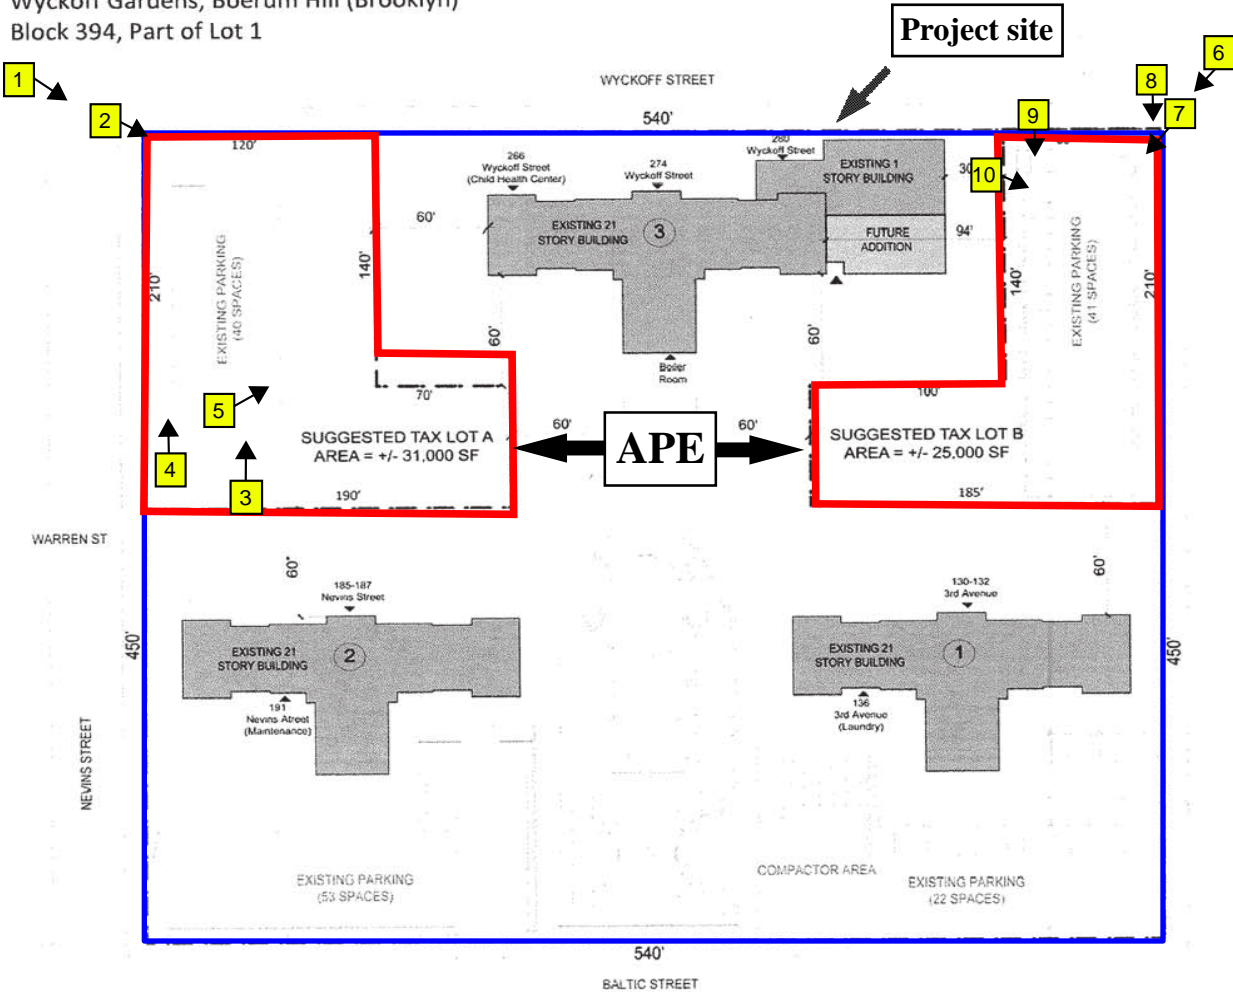 Wyckoff Gardens, Boerum Hill (Brooklyn)
Block 394, Part of Lot 1
Project site
WYCKOFF STREET
540'
1
2
6
8
7
9
10
120'
266
Wyckoff Street
(Child Health Center)
274
Wyckoff Street
280
Wyckoff Street
EXISTING 1
STORY BUILDING
30'
60'
EXISTING 21
STORY BUILDING
3
FUTURE
ADDITION
94'
210'
EXISTING PARKING
(40 SPACES)
140'
60'
60'
140'
EXISTING PARKING
(41 SPACES)
210'
Boiler
Room
70'
100'
5
4
3
SUGGESTED TAX LOT A
AREA = +/- 31,000 SF
60'
APE
60'
SUGGESTED TAX LOT B
AREA = +/- 25,000 SF
190'
185'
WARREN ST
60'
185-187
Nevins Street
130-132
3rd Avenue
60'
450'
EXISTING 21
STORY BUILDING
2
EXISTING 21
STORY BUILDING
1
450'
191
Nevins Atreet
(Maintenance)
136
3rd Avenue
(Laundry)
NEVINS STREET
EXISTING PARKING
(53 SPACES)
COMPACTOR AREA
EXISTING PARKING
(22 SPACES)
540'
BALTIC STREET